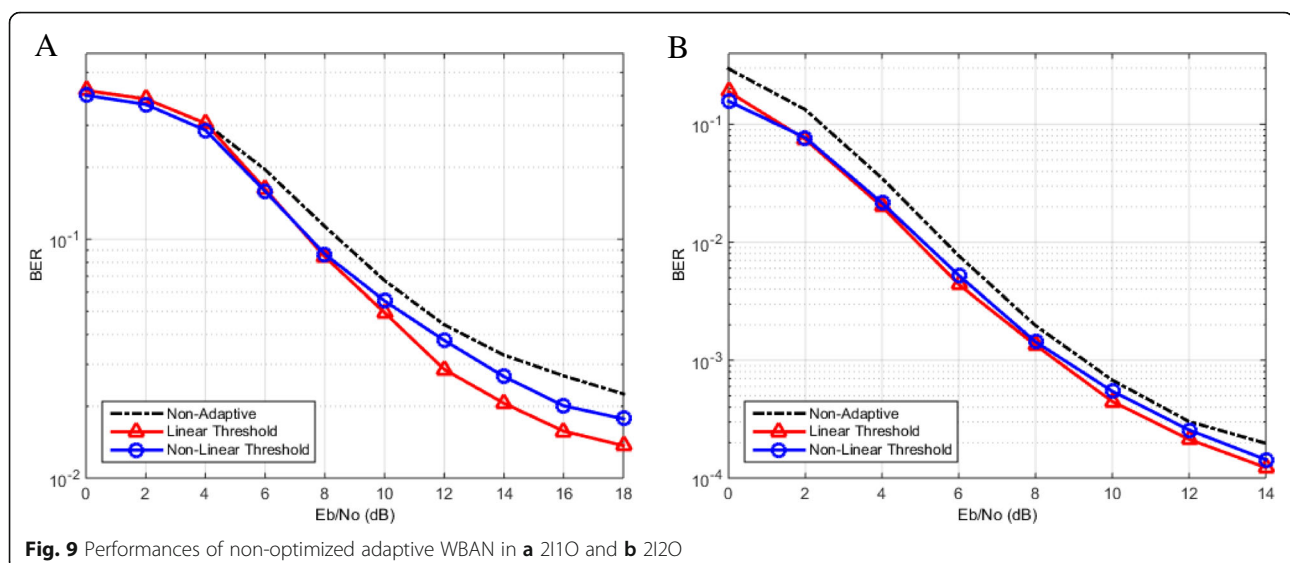 A
BER
10^-1
10^-2
Non-Adaptive
Linear Threshold
Non-Linear Threshold
0 2 4 6 8 10 12 14 16 18
Eb/No (dB)
B
BER
10^-1
10^-2
10^-3
10^-4
Non-Adaptive
Linear Threshold
Non-Linear Threshold
0 2 4 6 8 10 12 14
Eb/No (dB)
Fig. 9 Performances of non-optimized adaptive WBAN in a 2I1O and b 2I2O